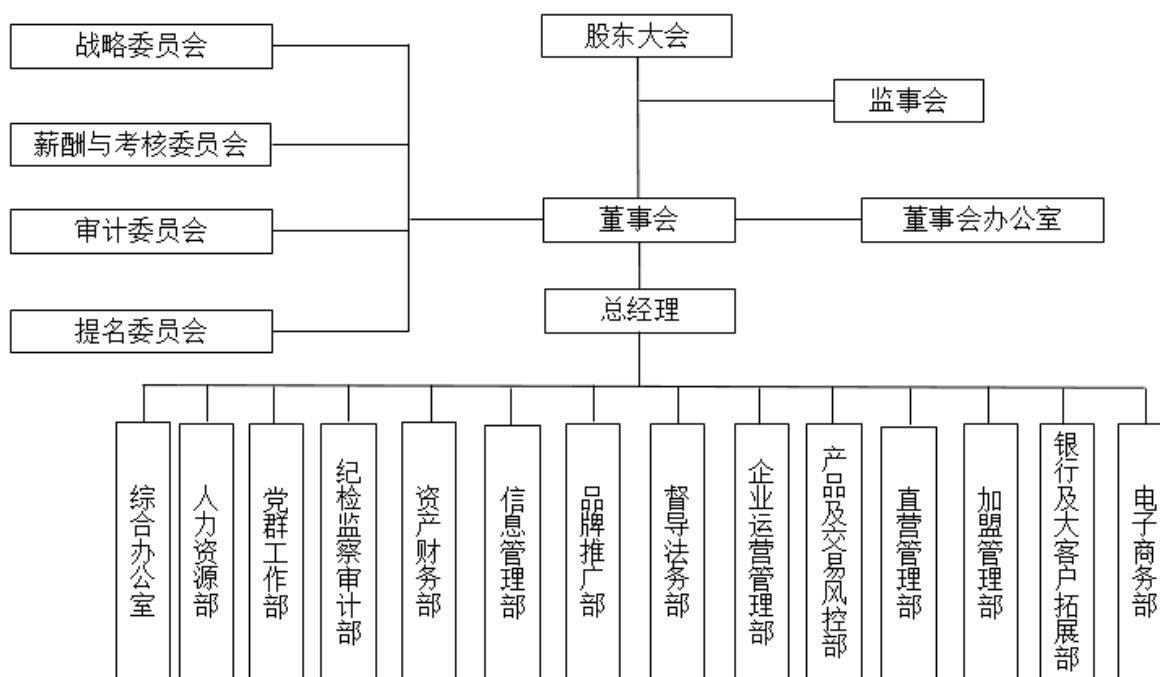 战略委员会
股东大会
监事会
薪酬与考核委员会
审计委员会
董事会
董事会办公室
提名委员会
总经理
综合办公室
人力资源部
党群工作部
纪检监察审计部
资产财务部
信息管理部
品牌推广部
督导法务部
企业运营管理部
产品及交易风控部
直营管理部
加盟管理部
银行及大客户拓展部
电子商务部